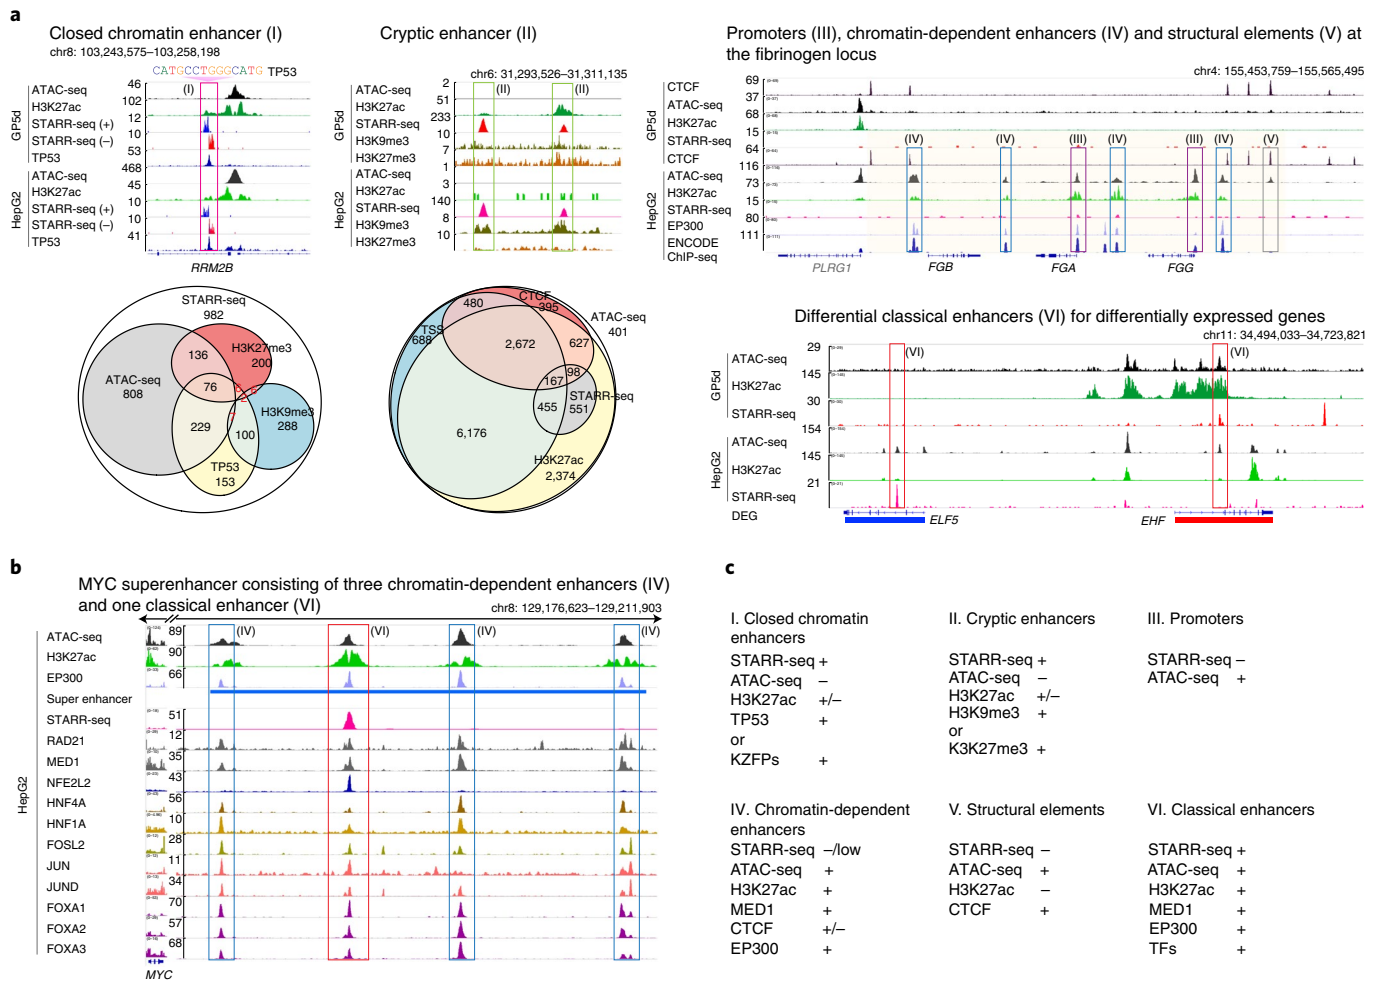 a
Closed chromatin enhancer (I)
chr8: 103,243,575–103,258,198
CATGCCTGGGCATG TP53
(I)
GP5d
ATAC-seq 46
H3K27ac 102
STARR-seq (+) 12
STARR-seq (–) 10
TP53 53
HepG2
ATAC-seq 468
H3K27ac 45
STARR-seq (+) 10
STARR-seq (–) 10
TP53 41
RRM2B
Cryptic enhancer (II)
chr6: 31,293,526–31,311,135
(II) (II)
GP5d
ATAC-seq 2
H3K27ac 51
STARR-seq 233
H3K9me3 10
H3K27me3 7
HepG2
ATAC-seq 1
H3K27ac 3
STARR-seq 140
H3K9me3 8
H3K27me3 10
Promoters (III), chromatin-dependent enhancers (IV) and structural elements (V) at
the fibrinogen locus
chr4: 155,453,759–155,565,495
GP5d
CTCF 69
ATAC-seq 37
H3K27ac 68
STARR-seq 15
HepG2
CTCF 64
ATAC-seq 116
H3K27ac 73
STARR-seq 15
EP300 80
ENCODE
ChIP-seq 111
(IV) (IV) (III) (IV) (III) (IV) (V)
PLRG1 FGB FGA FGG
STARR-seq
982
ATAC-seq
808
136
H3K27me3
200
76
H3K9me3
288
229
100
TP53
153
480
CTCF
395
ATAC-seq
401
TSS
688
2,672
627
98
167
STARR-seq
551
455
6,176
H3K27ac
2,374
Differential classical enhancers (VI) for differentially expressed genes
chr11: 34,494,033–34,723,821
(VI) (VI)
GP5d
ATAC-seq 29
H3K27ac 145
STARR-seq 30
HepG2
ATAC-seq 154
H3K27ac 145
STARR-seq 21
DEG
ELF5 EHF
b
MYC superenhancer consisting of three chromatin-dependent enhancers (IV)
and one classical enhancer (VI)
chr8: 129,176,623–129,211,903
(IV) (VI) (IV) (IV)
HepG2
ATAC-seq 89
H3K27ac 90
EP300 66
Super enhancer
STARR-seq 51
RAD21 12
MED1 35
NFE2L2 43
HNF4A 56
HNF1A 10
FOSL2 28
JUN 11
JUND 34
FOXA1 70
FOXA2 57
FOXA3 68
MYC
c
I. Closed chromatin
enhancers
STARR-seq +
ATAC-seq –
H3K27ac +/–
TP53 +
or
KZFPs +
II. Cryptic enhancers
STARR-seq +
ATAC-seq –
H3K27ac +/–
H3K9me3 +
or
K3K27me3 +
III. Promoters
STARR-seq –
ATAC-seq +
IV. Chromatin-dependent
enhancers
STARR-seq –/low
ATAC-seq +
H3K27ac +
MED1 +
CTCF +/–
EP300 +
V. Structural elements
STARR-seq –
ATAC-seq +
H3K27ac –
CTCF +
VI. Classical enhancers
STARR-seq +
ATAC-seq +
H3K27ac +
MED1 +
EP300 +
TFs +